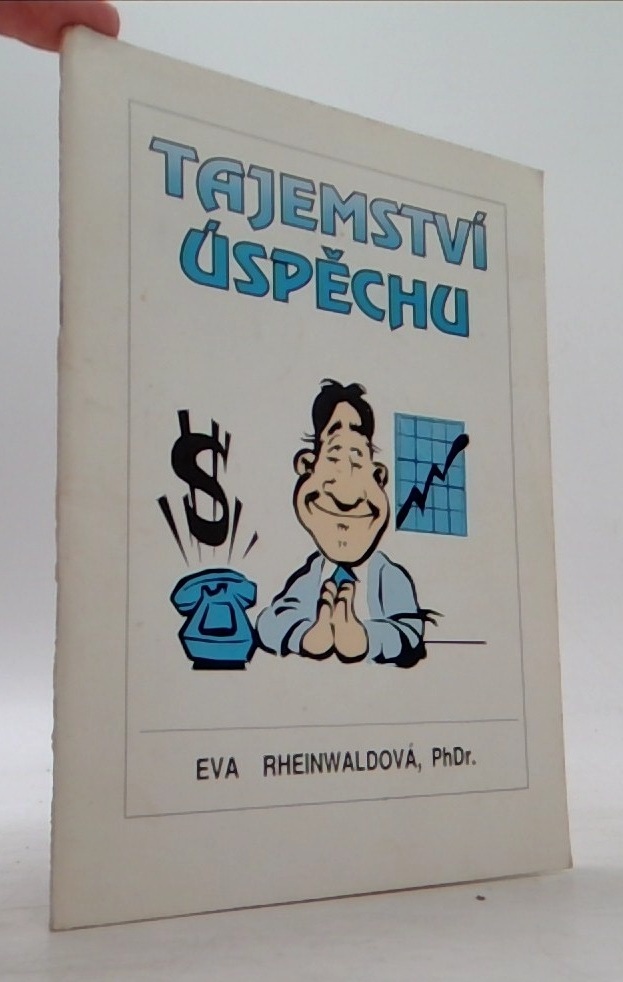 TAJEMSTVÍ
ÚSPĚCHU
$
EVA RHEINWALDOVÁ, PhDr.